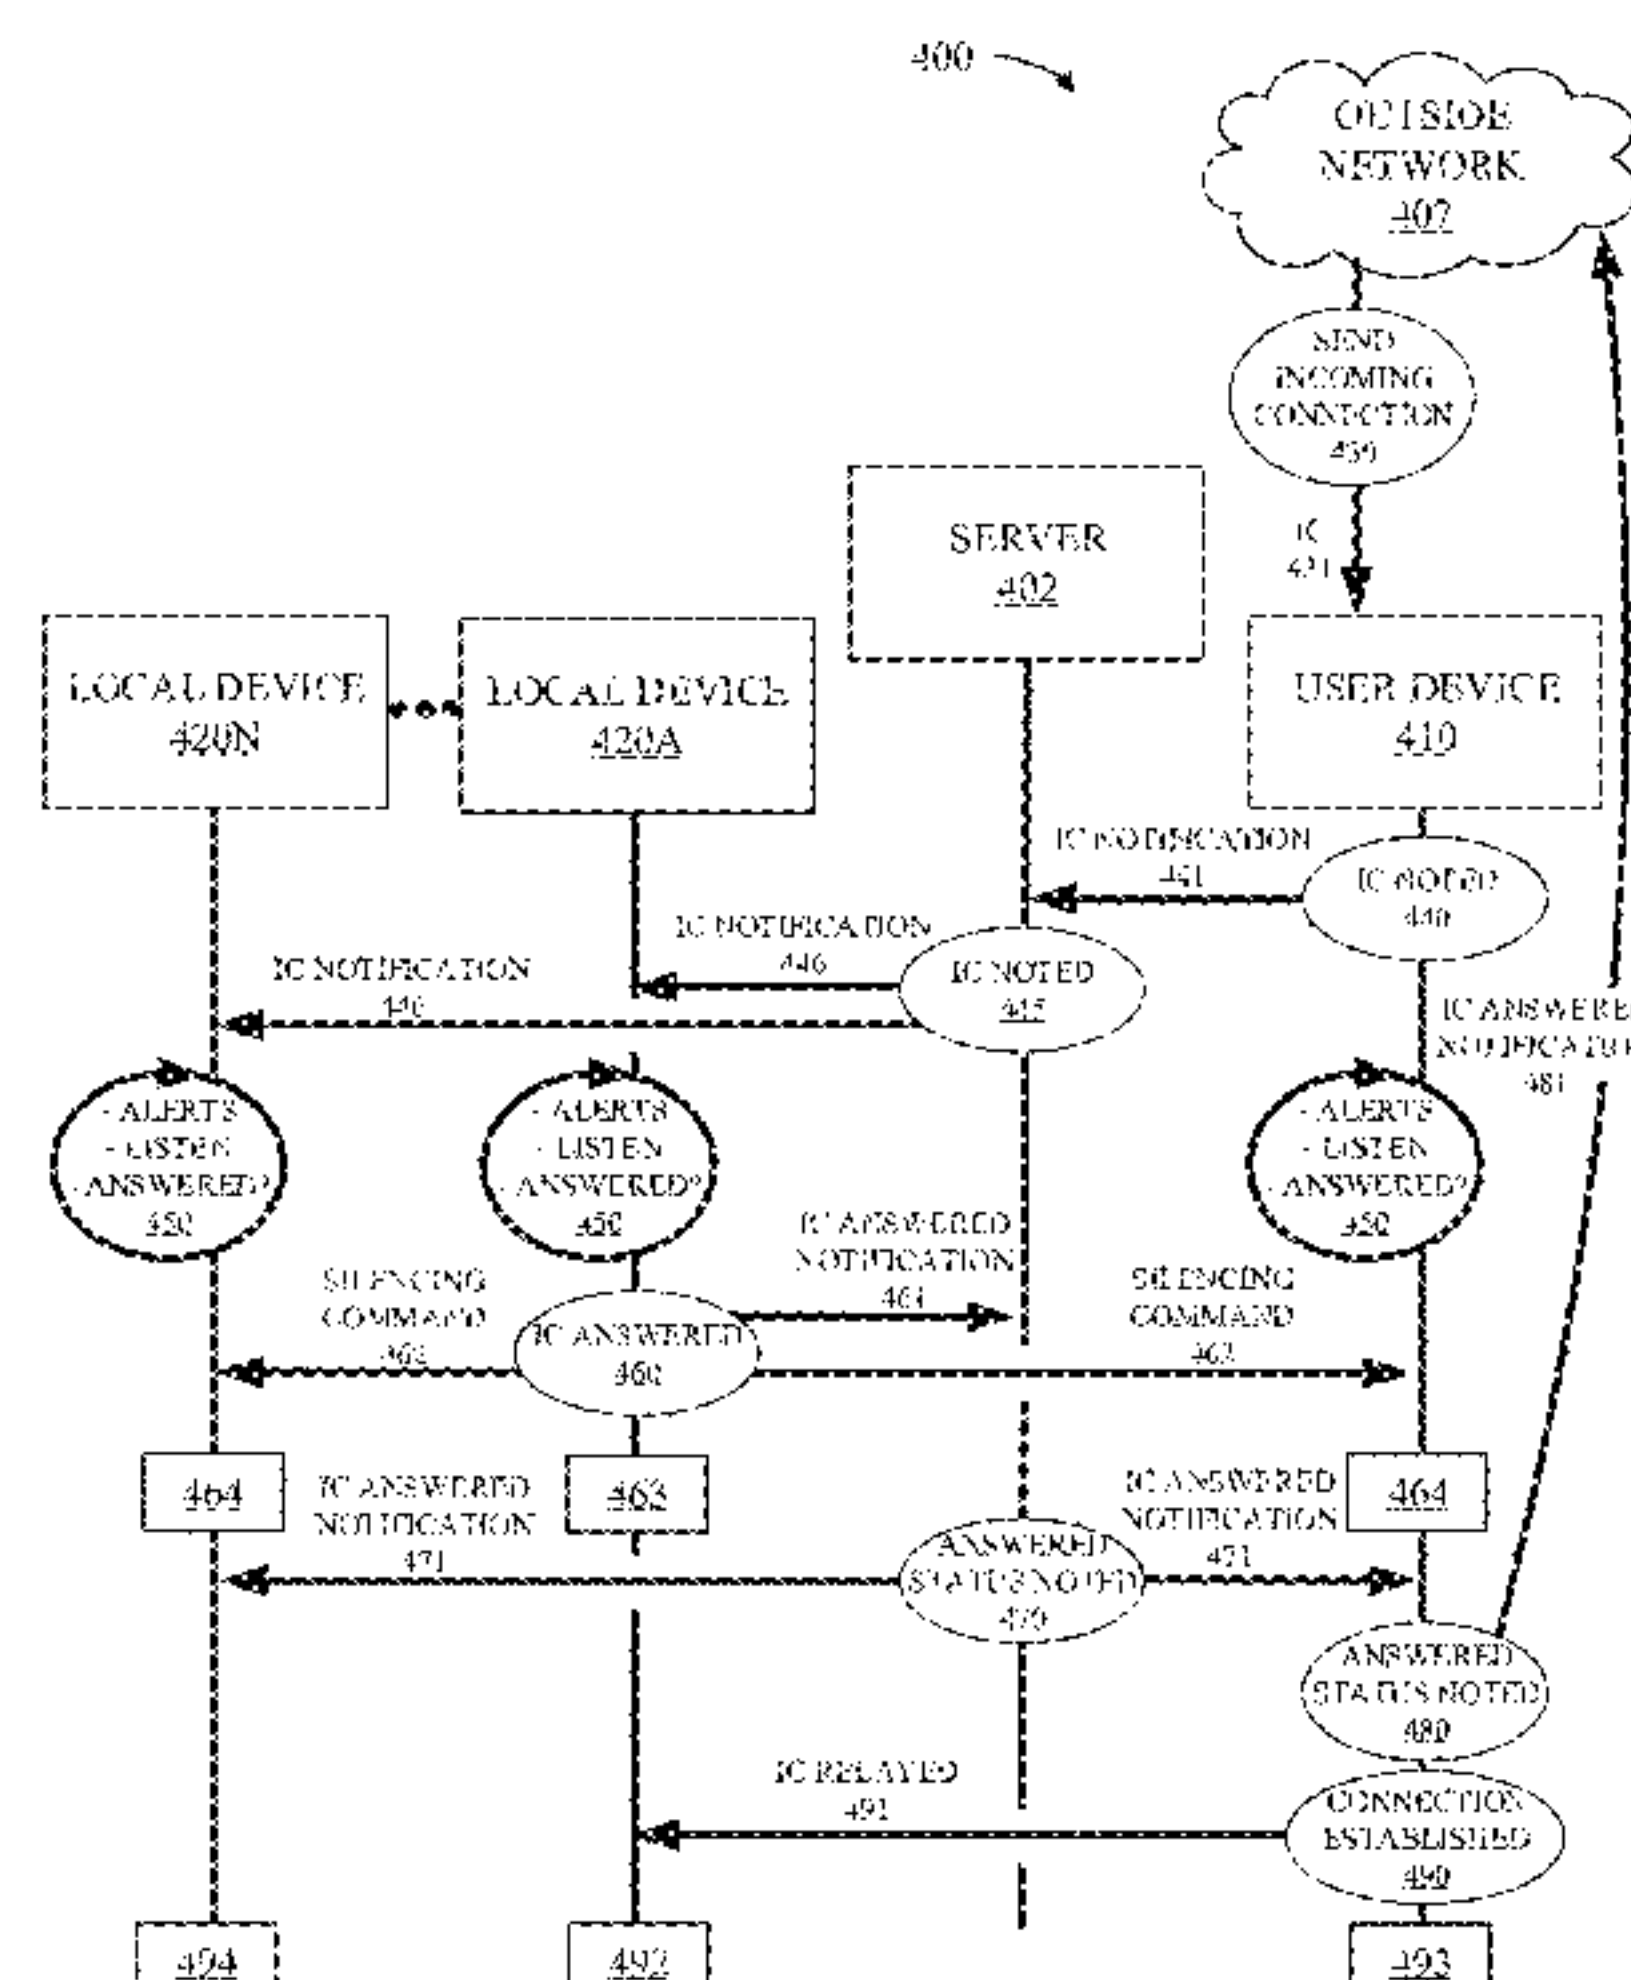 400
OUTSIDE
NETWORK
407
SEND
INCOMING
CONNECTION
IC
431
SERVER
402
LOCAL DEVICE
420N
LOCAL DEVICE
420A
USER DEVICE
410
IC NOTIFICATION
441
IC NOTED
440
IC NOTIFICATION
446
IC NOTED
445
IC NOTIFICATION
446
IC ANSWERED
NOTIFICATION
481
- ALERTS
- LISTEN
- ANSWERED?
450
- ALERTS
- LISTEN
- ANSWERED?
450
- ALERTS
- LISTEN
- ANSWERED?
450
IC ANSWERED
NOTIFICATION
461
SILENCING
COMMAND
462
SILENCING
COMMAND
462
IC ANSWERED
460
464
463
464
IC ANSWERED
NOTIFICATION
471
IC ANSWERED
NOTIFICATION
471
ANSWERED
STATUS NOTED
470
ANSWERED
STATUS NOTED
480
IC RELAYED
491
CONNECTION
ESTABLISHED
490
494
492
493